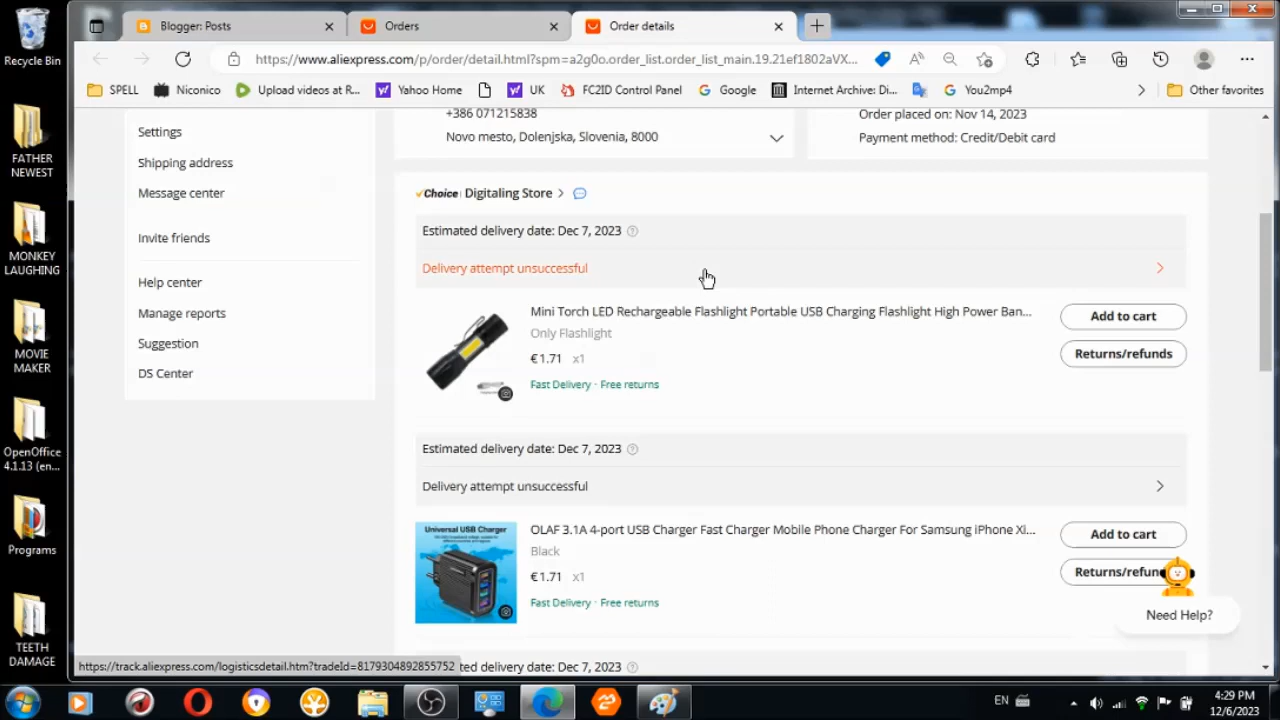 Recycle Bin
FATHER
NEWEST
MONKEY
LAUGHING
MOVIE
MAKER
OpenOffice
4.1.13 (en...
Programs
TEETH
DAMAGE
Blogger: Posts
Orders
Order details
https://www.aliexpress.com/p/order/detail.html?spm=a2g0o.order_list.order_list_main.19.21ef1802aVX...
SPELL
Niconico
Upload videos at R...
Yahoo Home
UK
FC2ID Control Panel
Google
Internet Archive: Di...
You2mp4
Other favorites
Settings
Shipping address
Message center
Invite friends
Help center
Manage reports
Suggestion
DS Center
+386 071215838
Novo mesto, Dolenjska, Slovenia, 8000
Order placed on: Nov 14, 2023
Payment method: Credit/Debit card
Choice Digitaling Store
Estimated delivery date: Dec 7, 2023
Delivery attempt unsuccessful
Mini Torch LED Rechargeable Flashlight Portable USB Charging Flashlight High Power Ban...
Only Flashlight
€1.71 x1
Fast Delivery · Free returns
Add to cart
Returns/refunds
Estimated delivery date: Dec 7, 2023
Delivery attempt unsuccessful
Universal USB Charger
OLAF 3.1A 4-port USB Charger Fast Charger Mobile Phone Charger For Samsung iPhone Xi...
Black
€1.71 x1
Fast Delivery · Free returns
Add to cart
Returns/refun
Need Help?
https://track.aliexpress.com/logisticsdetail.htm?tradeId=8179304892855752
ted delivery date: Dec 7, 2023
EN
4:29 PM
12/6/2023